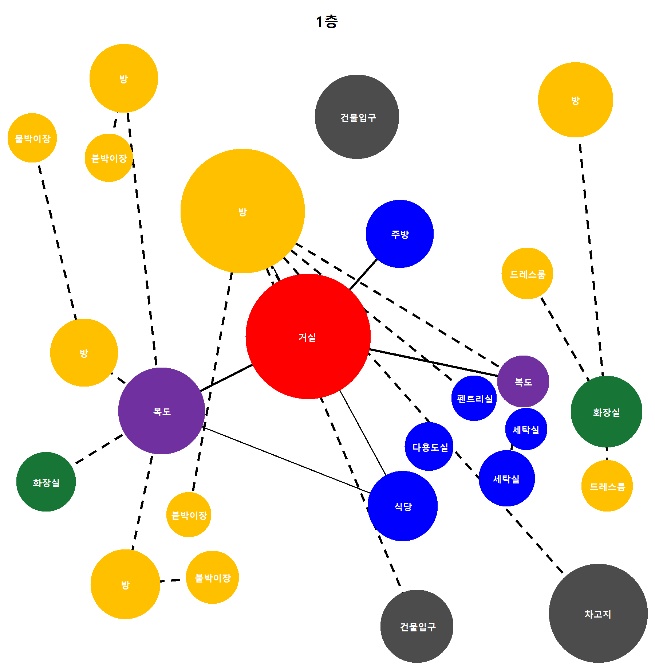 1층
방
건물입구
방
붙박이장
붙박이장
방
주방
드레스룸
거실
방
복도
펜트리실
복도
화장실
세탁실
다용도실
화장실
세탁실
드레스룸
식당
붙박이장
방
붙박이장
건물입구
차고지